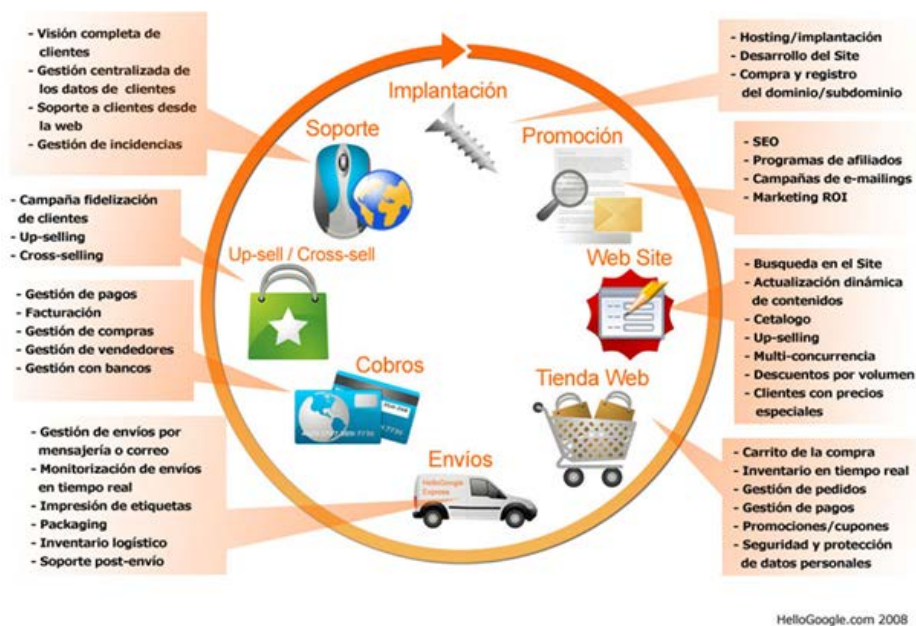 Implantación
- Hosting/implantación
- Desarrollo del Site
- Compra y registro
del dominio/subdominio
Promoción
- SEO
- Programas de afiliados
- Campañas de e-mailings
- Marketing ROI
Web Site
- Busqueda en el Site
- Actualización dinámica
de contenidos
- Cetalogo
- Up-selling
- Multi-concurrencia
- Descuentos por volumen
- Clientes con precios
especiales
Tienda Web
- Carrito de la compra
- Inventario en tiempo real
- Gestión de pedidos
- Gestión de pagos
- Promociones/cupones
- Seguridad y protección
de datos personales
Envíos
HelloGoogle
Express
- Gestión de envíos por
mensajería o correo
- Monitorización de envíos
en tiempo real
- Impresión de etiquetas
- Packaging
- Inventario logístico
- Soporte post-envío
Cobros
- Gestión de pagos
- Facturación
- Gestión de compras
- Gestión de vendedores
- Gestión con bancos
Up-sell / Cross-sell
- Campaña fidelización
de clientes
- Up-selling
- Cross-selling
Soporte
- Visión completa de
clientes
- Gestión centralizada de
los datos de clientes
- Soporte a clientes desde
la web
- Gestión de incidencias
HelloGoogle.com 2008